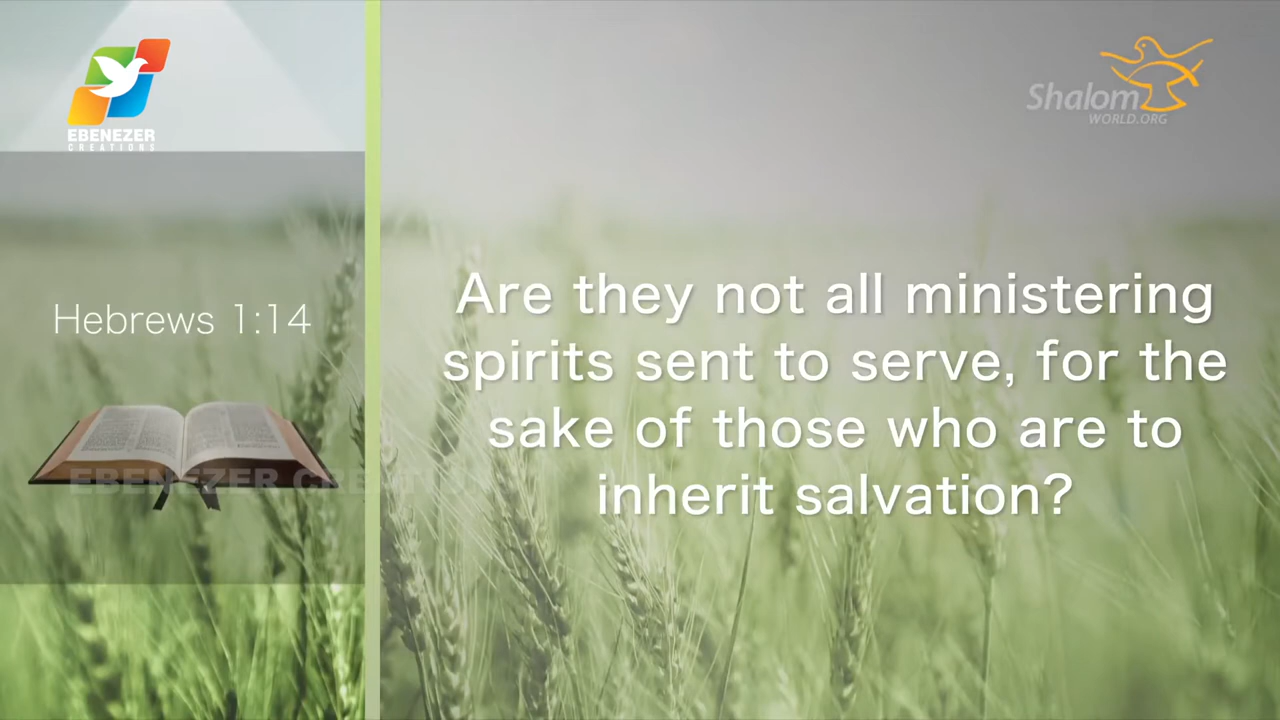 EBENEZER
CREATIONS
Shalom
WORLD.ORG
Hebrews 1:14
Are they not all ministering
spirits sent to serve, for the
sake of those who are to
inherit salvation?